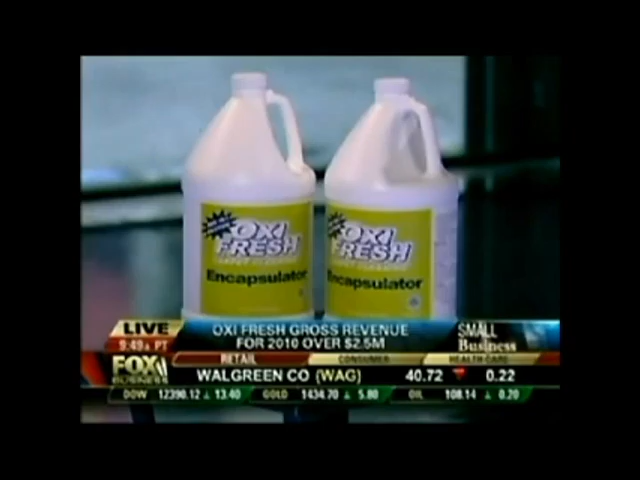 OXI
FRESH
Encapsulator
OXI
FRESH
Encapsulator
LIVE
9:49 A PT
OXI FRESH GROSS REVENUE
FOR 2010 OVER $2.5M
SMALL
Business
RETAIL
CONSUMER
HEALTH CARE
FOX
BUSINESS
WALGREEN CO (WAG) 40.72 0.22
DOW 12390.12 13.40 GOLD 1434.70 5.80 OIL 108.14 0.20